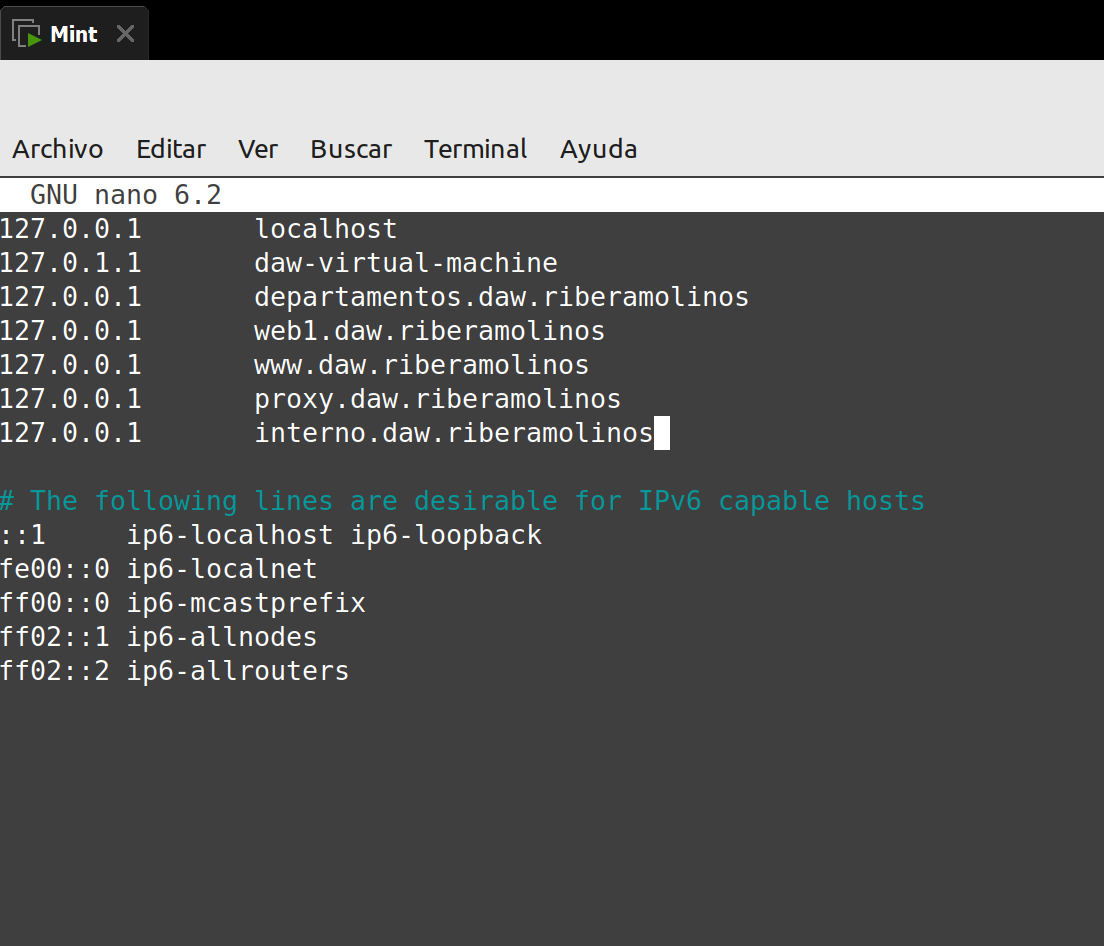 Mint
Archivo Editar Ver Buscar Terminal Ayuda
GNU nano 6.2
127.0.0.1 localhost
127.0.1.1 daw-virtual-machine
127.0.0.1 departamentos.daw.riberamolinos
127.0.0.1 web1.daw.riberamolinos
127.0.0.1 www.daw.riberamolinos
127.0.0.1 proxy.daw.riberamolinos
127.0.0.1 interno.daw.riberamolinos
# The following lines are desirable for IPv6 capable hosts
::1 ip6-localhost ip6-loopback
fe00::0 ip6-localnet
ff00::0 ip6-mcastprefix
ff02::1 ip6-allnodes
ff02::2 ip6-allrouters